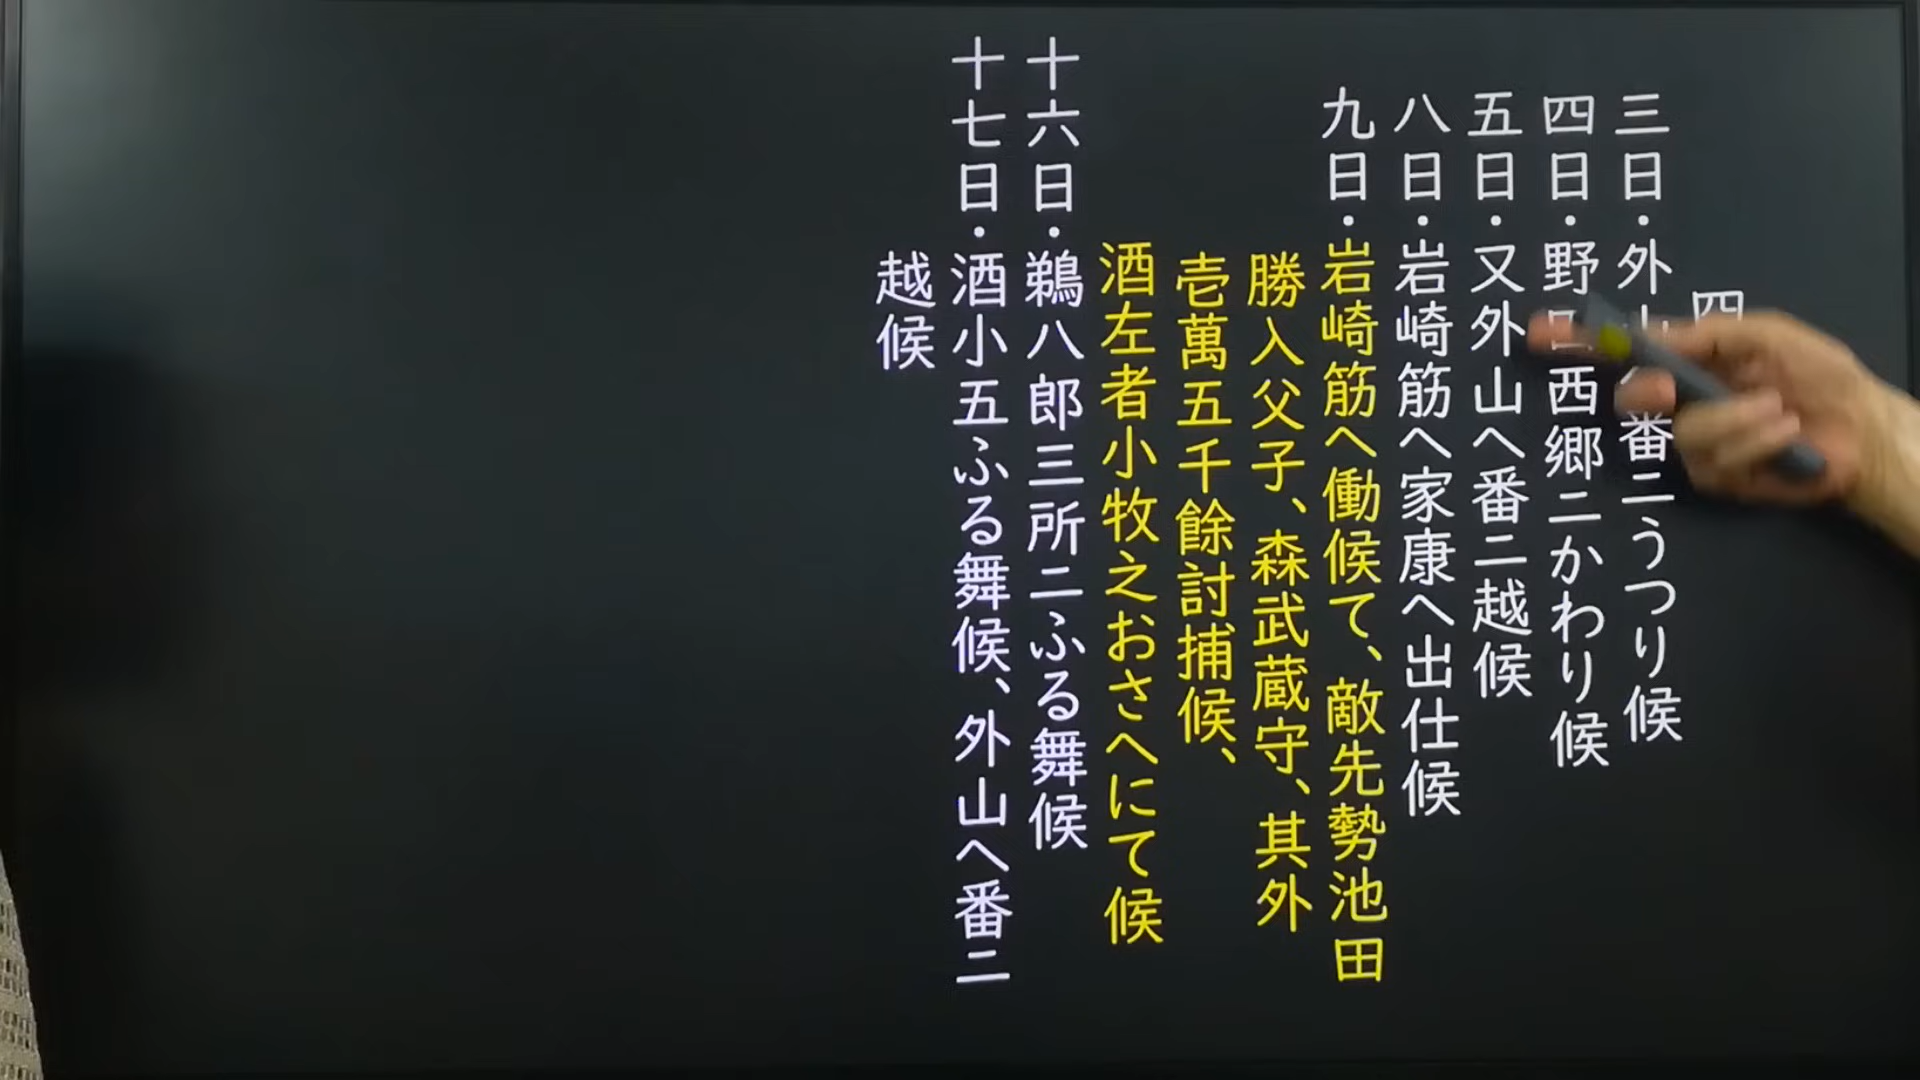 四
三日・外山へ番ニうつり候
四日・野田西郷ニかわり候
五日・又外山へ番ニ越候
八日・岩崎筋へ家康へ出仕候
九日・岩崎筋へ働候て、敵先勢池田
勝入父子、森武蔵守、其外
壱萬五千餘討捕候、
酒左者小牧之おさへにて候
十六日・鵜八郎三所ニふる舞候
十七日・酒小五ふる舞候、外山へ番ニ
越候